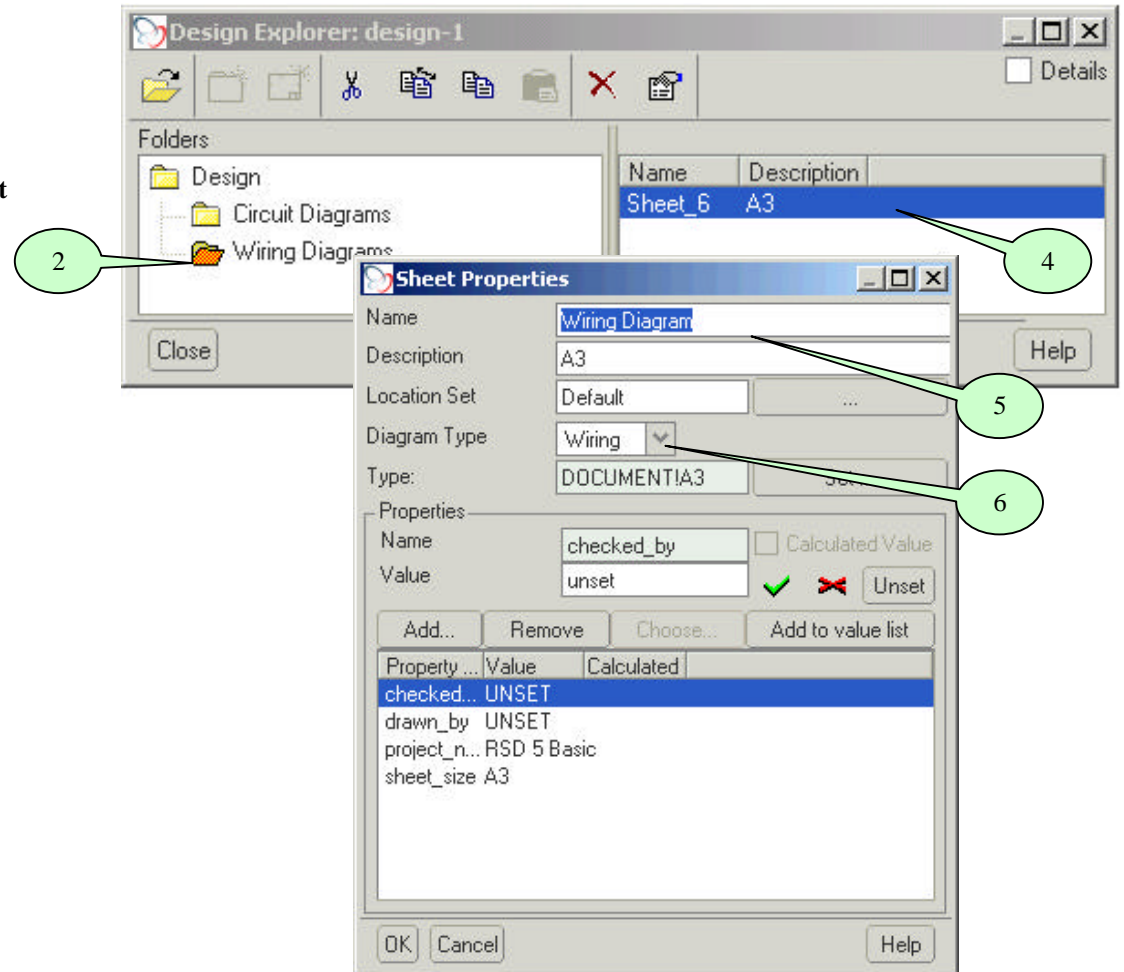 Design Explorer: design-1
Details
Folders
Design
Circuit Diagrams
Wiring Diagrams
Name Description
Sheet_6 A3
t
2
4
Close
Help
Sheet Properties
Name Wiring Diagram
Description A3
Location Set Default ...
5
Diagram Type Wiring
Type: DOCUMENT!A3
6
Properties
Name checked_by Calculated Value
Value unset Unset
Add... Remove Choose... Add to value list
Property ... Value Calculated
checked... UNSET
drawn_by UNSET
project_n... RSD 5 Basic
sheet_size A3
OK Cancel Help